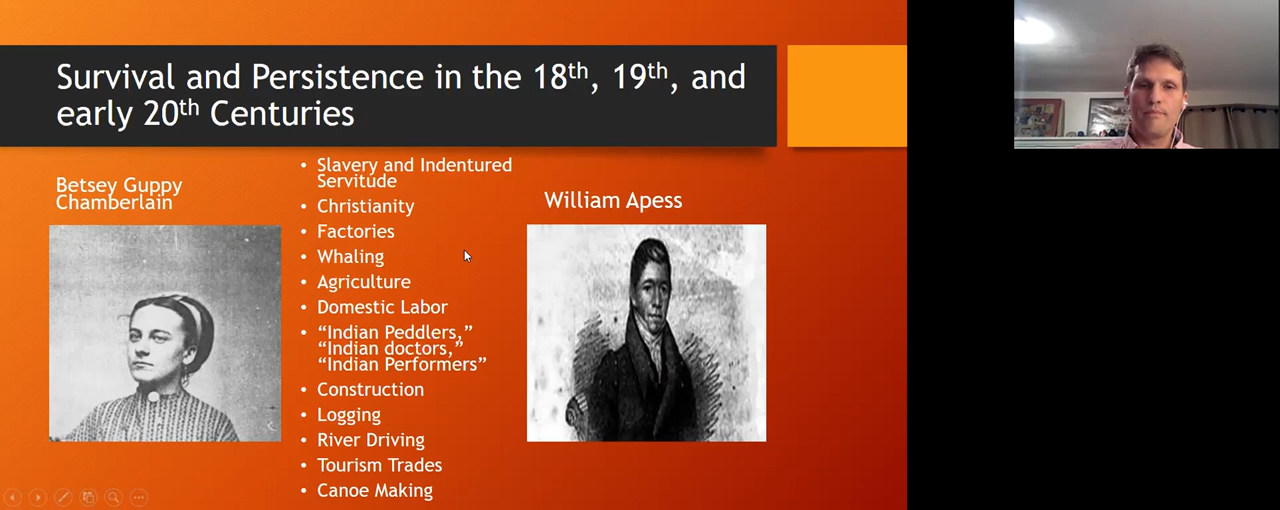 Survival and Persistence in the 18th, 19th, and
early 20th Centuries
Betsey Guppy
Chamberlain
• Slavery and Indentured
Servitude
• Christianity
• Factories
• Whaling
• Agriculture
• Domestic Labor
• “Indian Peddlers,”
“Indian doctors,”
“Indian Performers”
• Construction
• Logging
• River Driving
• Tourism Trades
• Canoe Making
William Apess